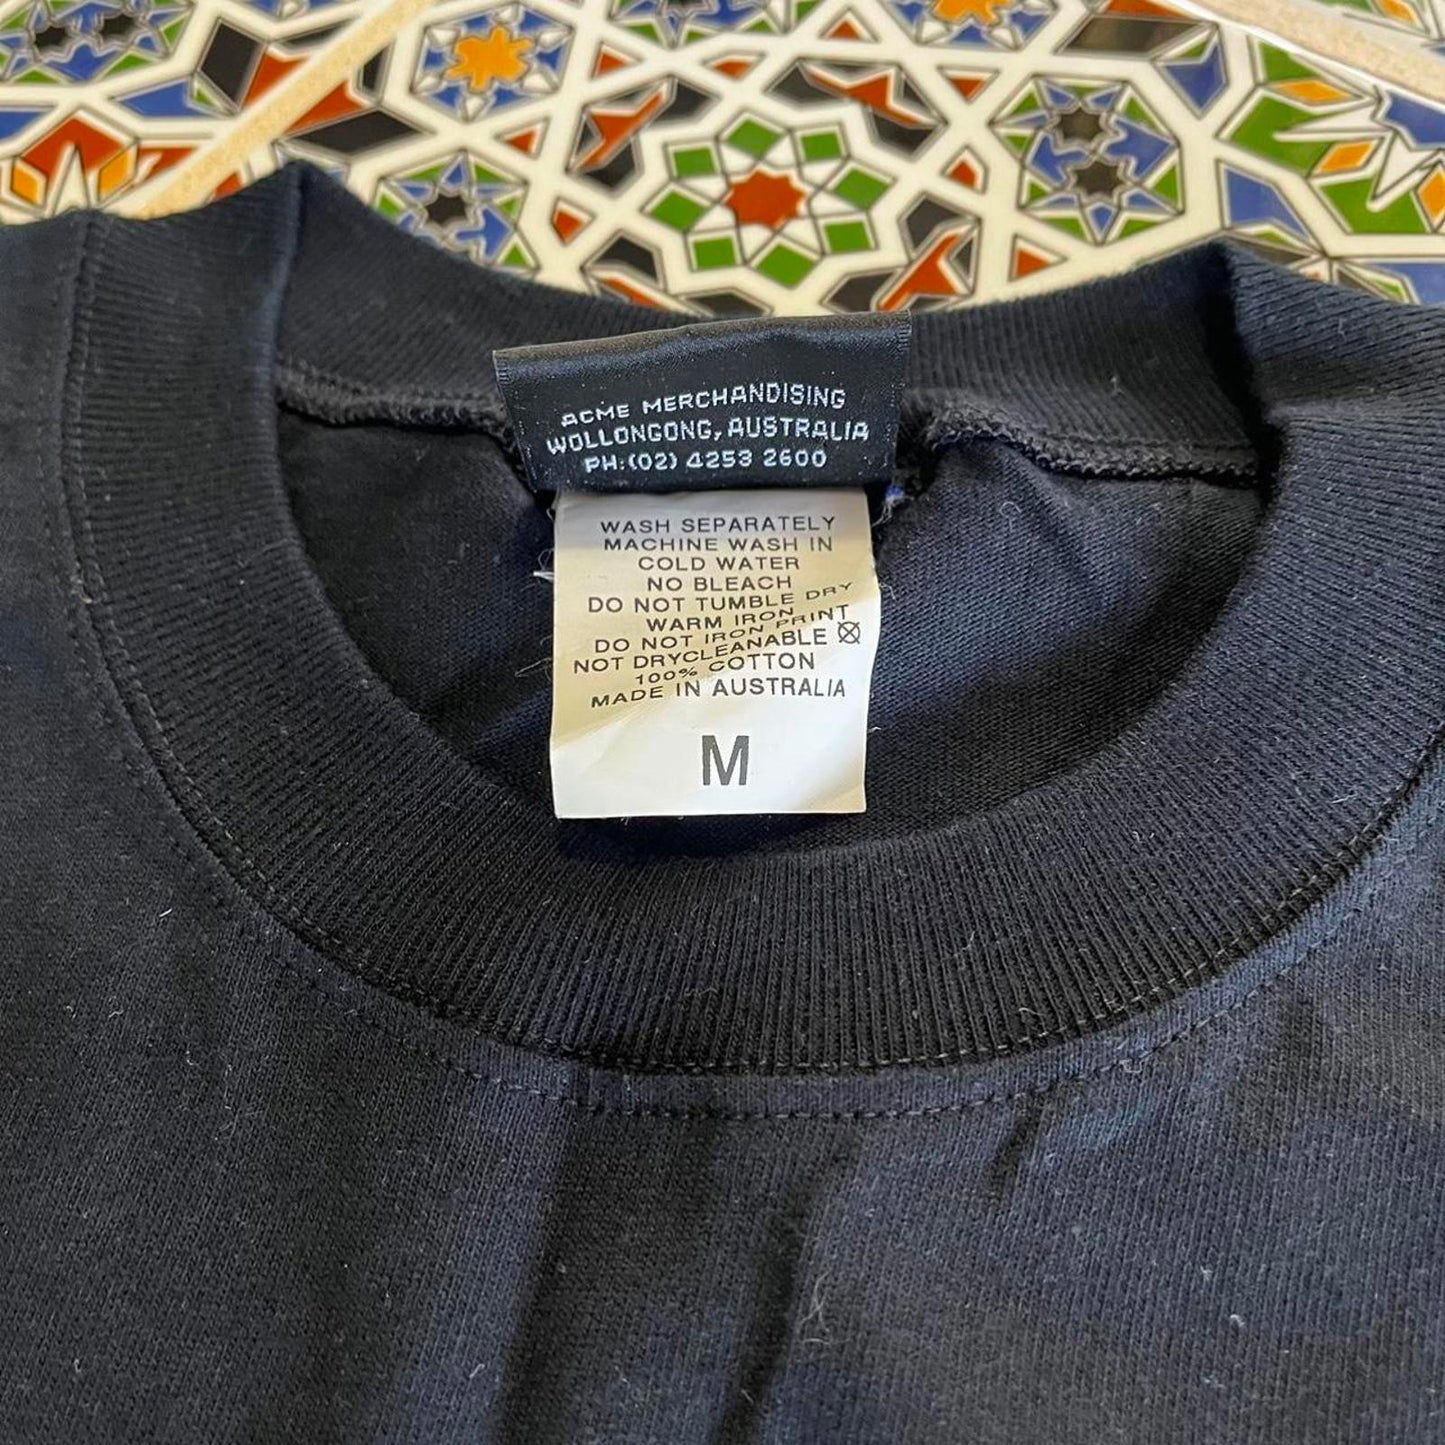 ACME MERCHANDISING
WOLLONGONG, AUSTRALIA
PH:(02) 4253 2600
WASH SEPARATELY
MACHINE WASH IN
COLD WATER
NO BLEACH
DO NOT TUMBLE DRY
WARM IRON
DO NOT IRON PRINT
NOT DRYCLEANABLE
100% COTTON
MADE IN AUSTRALIA
M